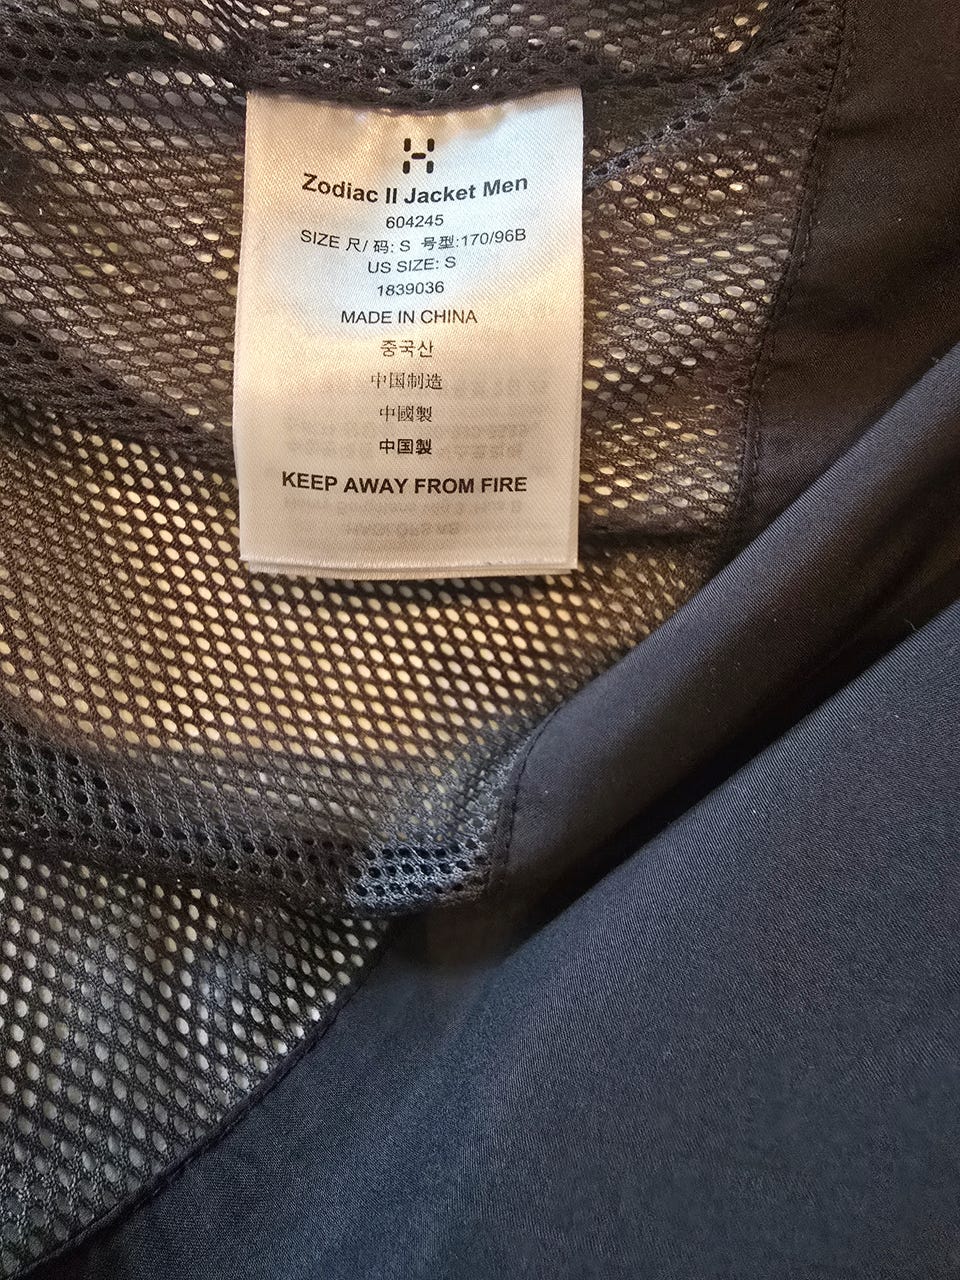 Zodiac II Jacket Men
604245
SIZE 尺/ 码: S 号型:170/96B
US SIZE: S
1839036
MADE IN CHINA
중국산
中国制造
中國製
中国製
KEEP AWAY FROM FIRE